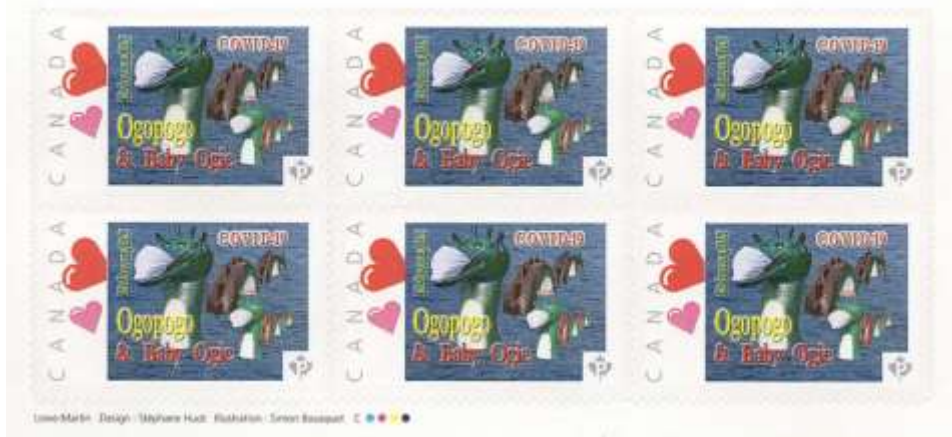 CANADA
COVID-19
Ogopogo
& Baby Ogie
P
CANADA
COVID-19
Ogopogo
& Baby Ogie
P
CANADA
COVID-19
Ogopogo
& Baby Ogie
P
CANADA
COVID-19
Ogopogo
& Baby Ogie
P
CANADA
COVID-19
Ogopogo
& Baby Ogie
P
CANADA
COVID-19
Ogopogo
& Baby Ogie
P
Lowe-Martin Design : Stéphane Huot Illustration : Simon Bousquet C